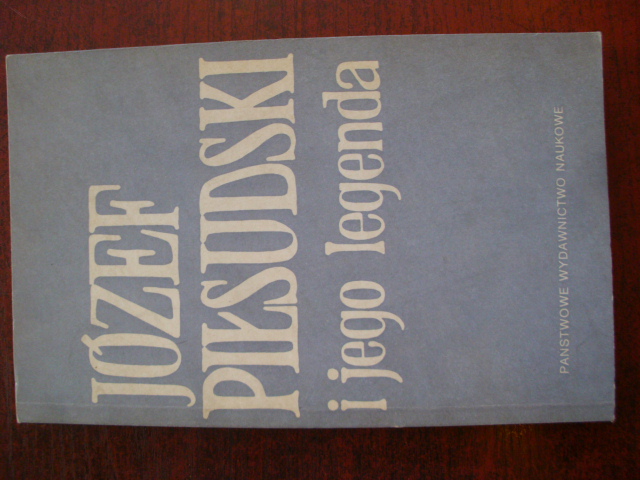 JÓZEF
PIŁSUDSKI
i jego legenda
PAŃSTWOWE WYDAWNICTWO NAUKOWE